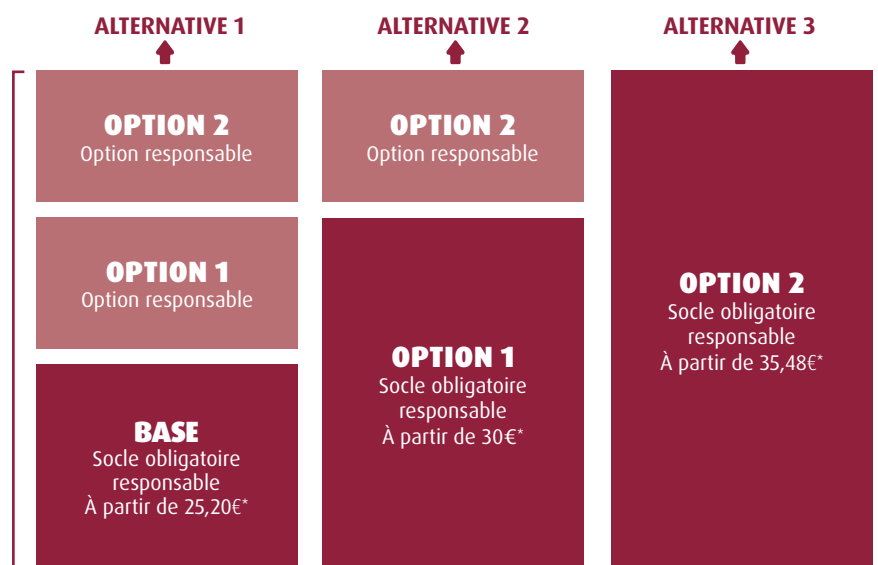 ALTERNATIVE 1
OPTION 2
Option responsable
OPTION 1
Option responsable
BASE
Socle obligatoire
responsable
À partir de 25,20€*
ALTERNATIVE 2
OPTION 2
Option responsable
OPTION 1
Socle obligatoire
responsable
À partir de 30€*
ALTERNATIVE 3
OPTION 2
Socle obligatoire
responsable
À partir de 35,48€*